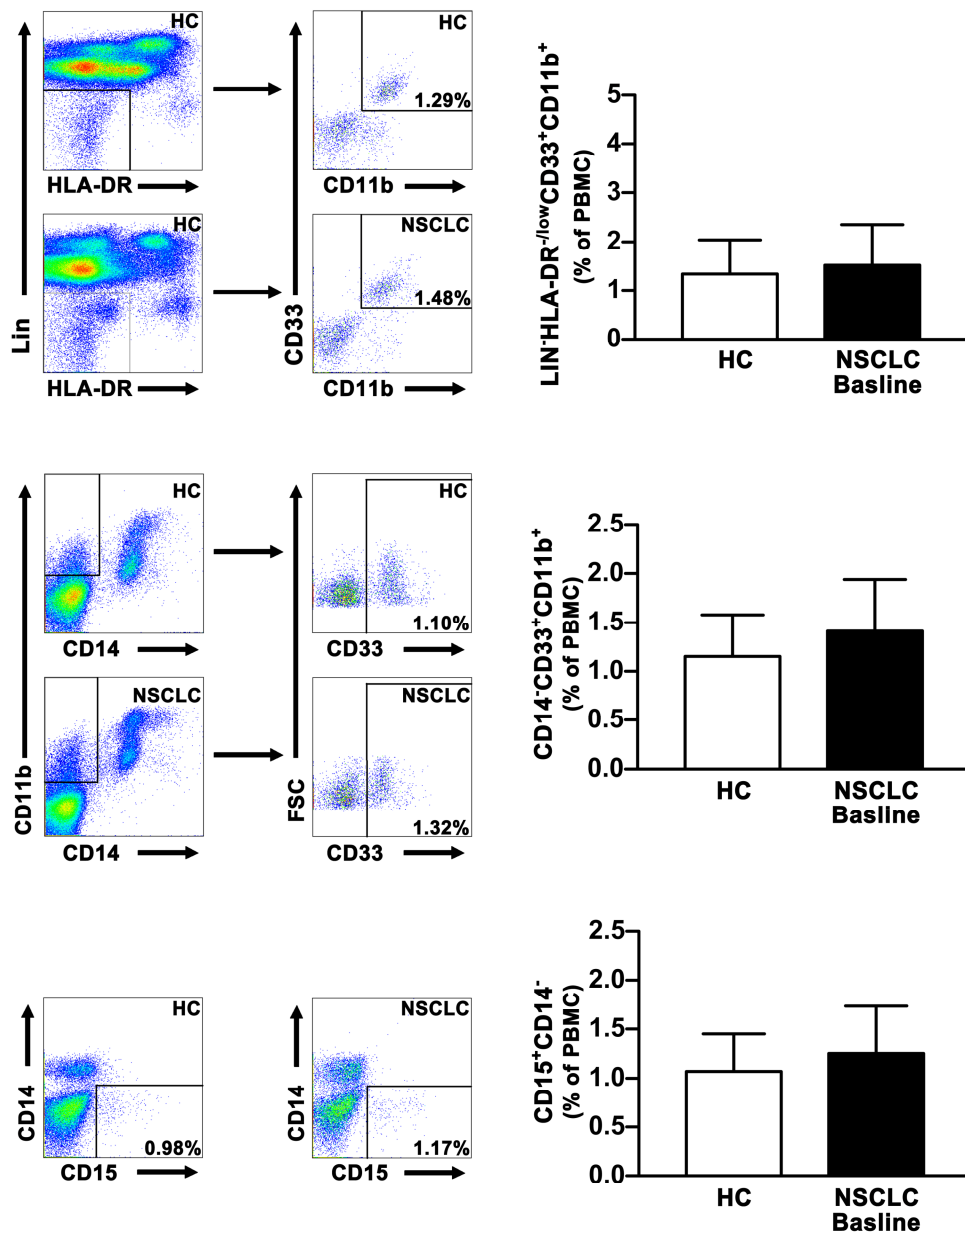 HC
HC
1.29%
Lin
HLA-DR
CD33
CD11b
HC
NSCLC
1.48%
HLA-DR
CD11b
LIN⁻HLA-DR⁻/ˡᵒʷCD33⁺CD11b⁺
(% of PBMC)
5
4
3
2
1
0
HC
NSCLC
Basline
HC
HC
1.10%
CD11b
CD14
FSC
CD33
NSCLC
NSCLC
1.32%
CD14
CD33
CD14⁻CD33⁺CD11b⁺
(% of PBMC)
2.5
2.0
1.5
1.0
0.5
0.0
HC
NSCLC
Basline
HC
NSCLC
CD14
0.98%
CD14
1.17%
CD15
CD15
CD15⁺CD14⁻
(% of PBMC)
2.5
2.0
1.5
1.0
0.5
0.0
HC
NSCLC
Basline